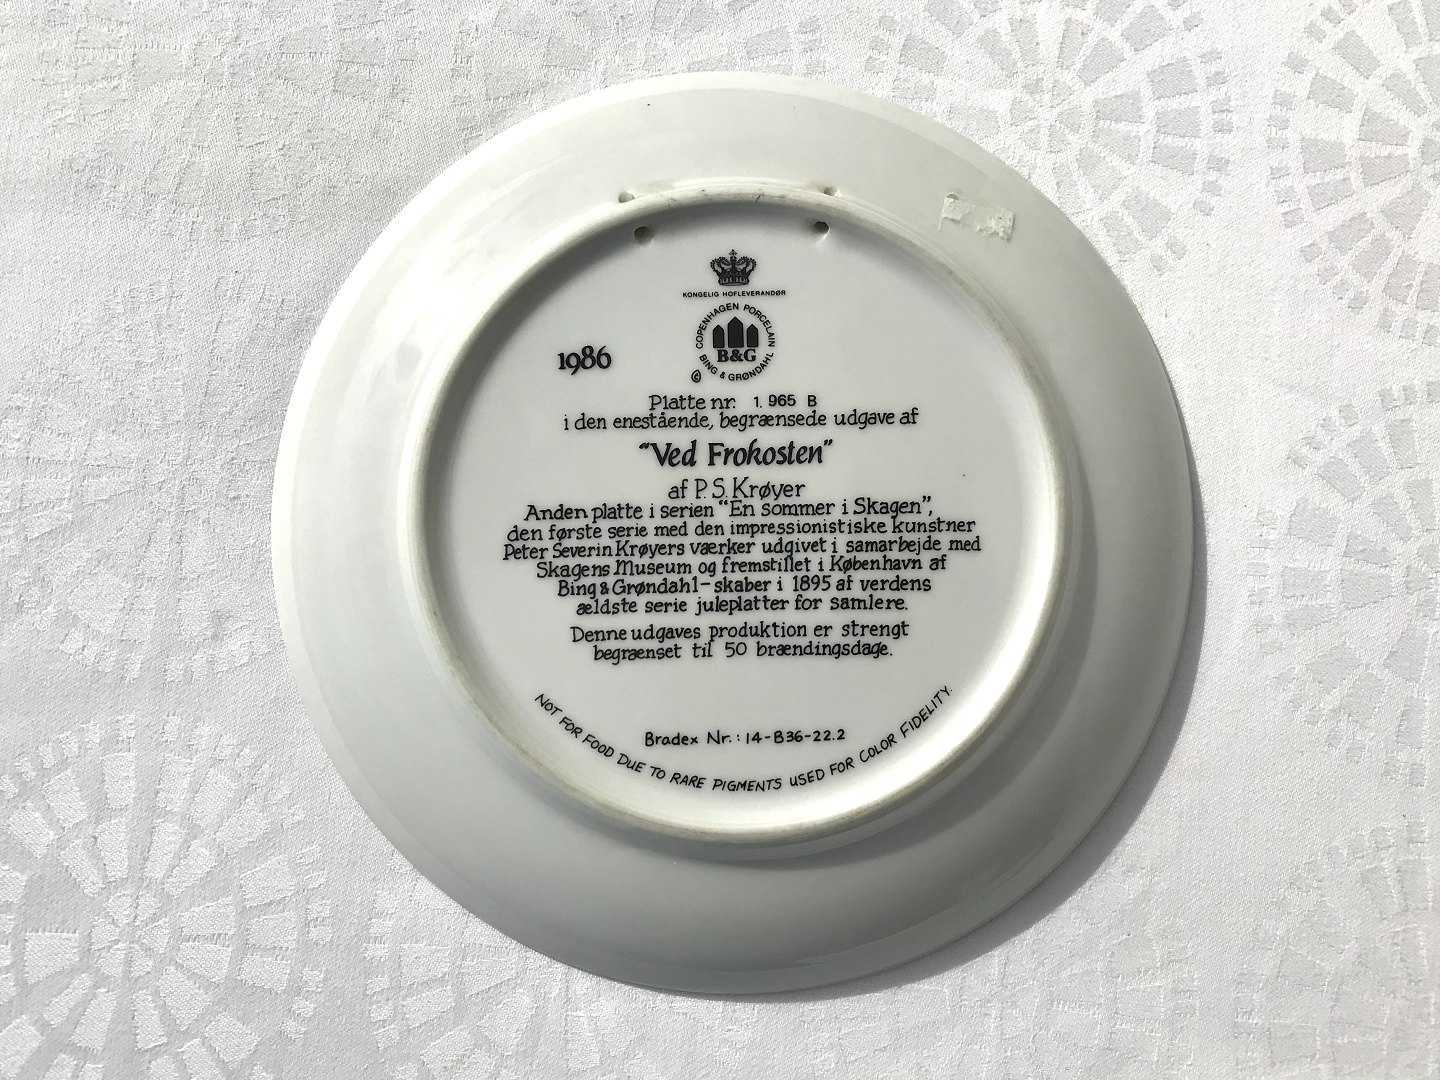 KONGELIG HOFLEVERANDØR
COPENHAGEN PORCELAIN
B&G
© BING & GRØNDAHL
1986
Platte nr. 1.965 B
i den enestående, begrænsede udgave af
"Ved Frokosten"
af P.S. Krøyer
Anden platte i serien "En sommer i Skagen",
den første serie med den impressionistiske kunstner
Peter Severin Krøyers værker udgivet i samarbejde med
Skagens Museum og fremstillet i København af
Bing & Grøndahl - skaber i 1895 af verdens
ældste serie juleplatter for samlere.
Denne udgaves produktion er strengt
begrænset til 50 brændingsdage.
Bradex Nr.: 14-B36-22.2
NOT FOR FOOD DUE TO RARE PIGMENTS USED FOR COLOR FIDELITY.